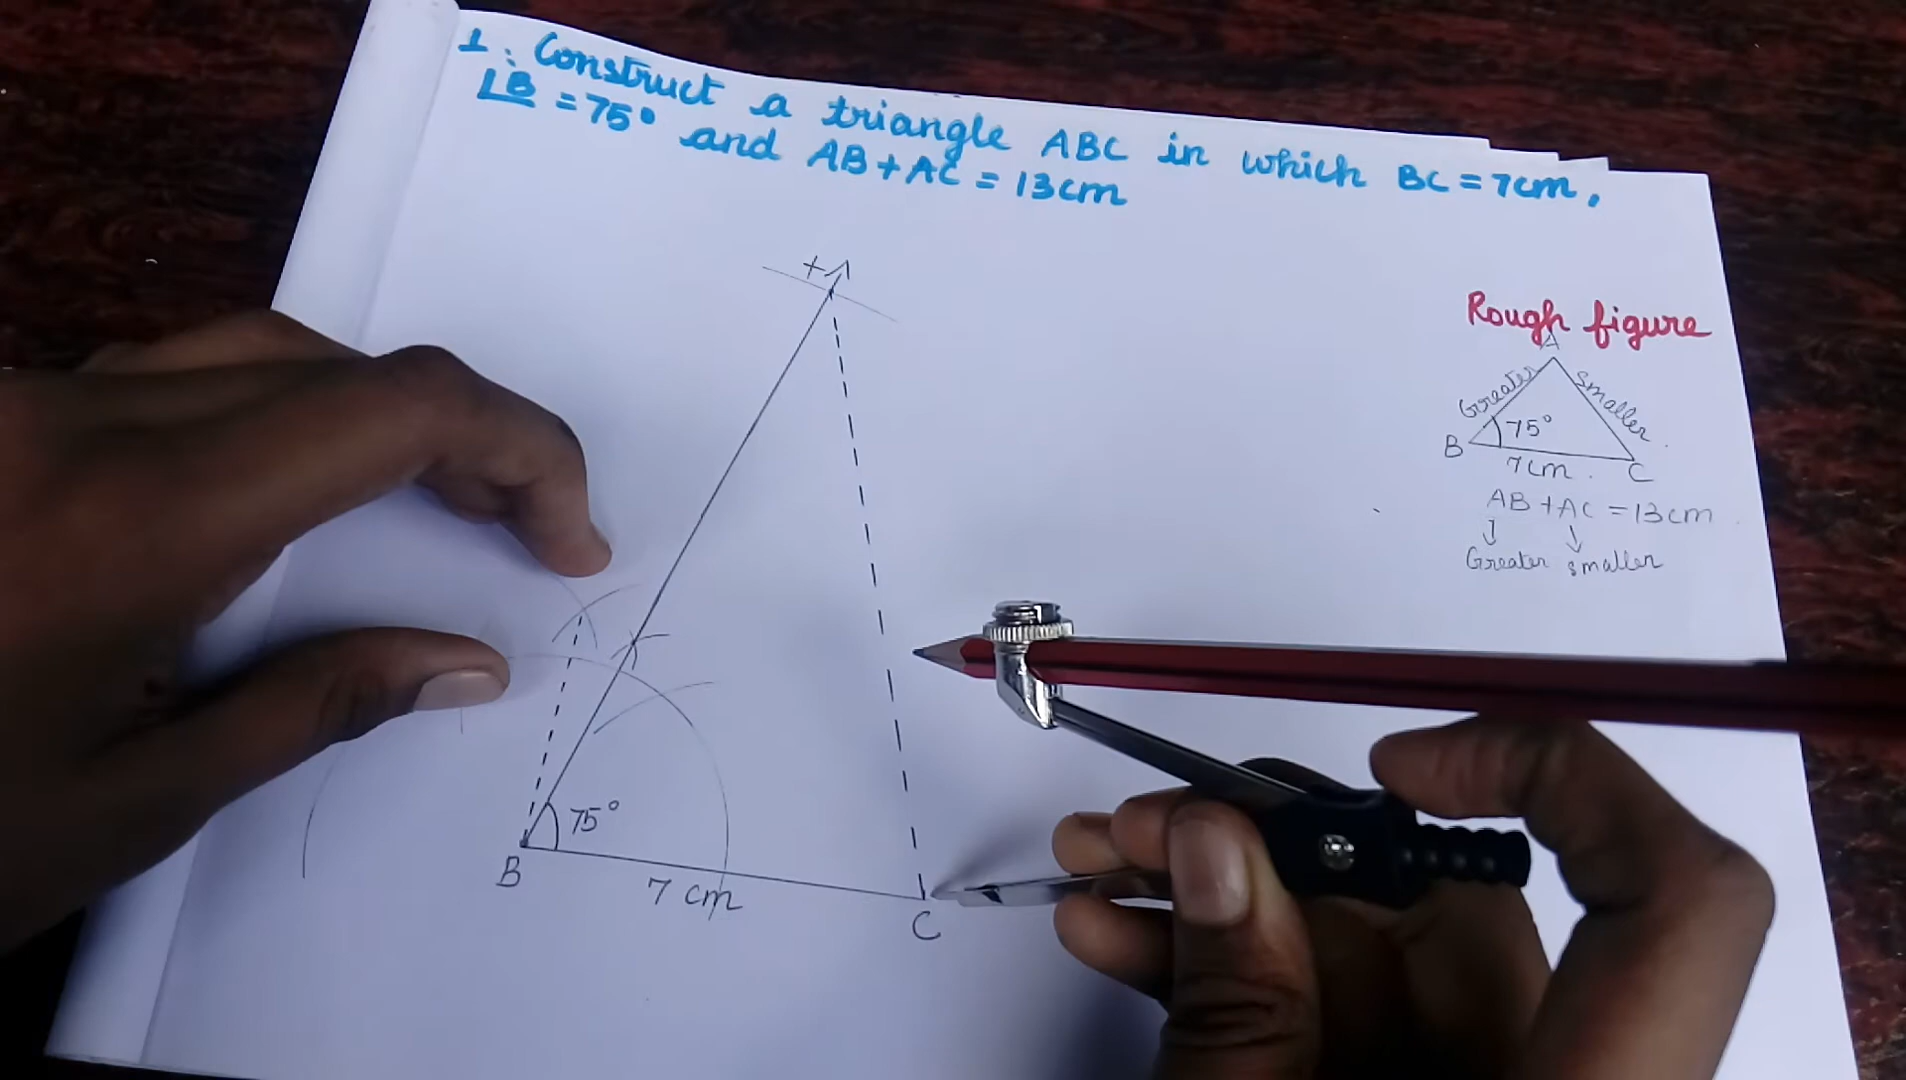 1. Construct a triangle ABC in which BC = 7cm,
∠B = 75° and AB + AC = 13cm
Rough figure
A
Greater
smaller
75°
B
7cm.
C
AB + AC = 13cm
Greater smaller
75°
B
7 cm
C